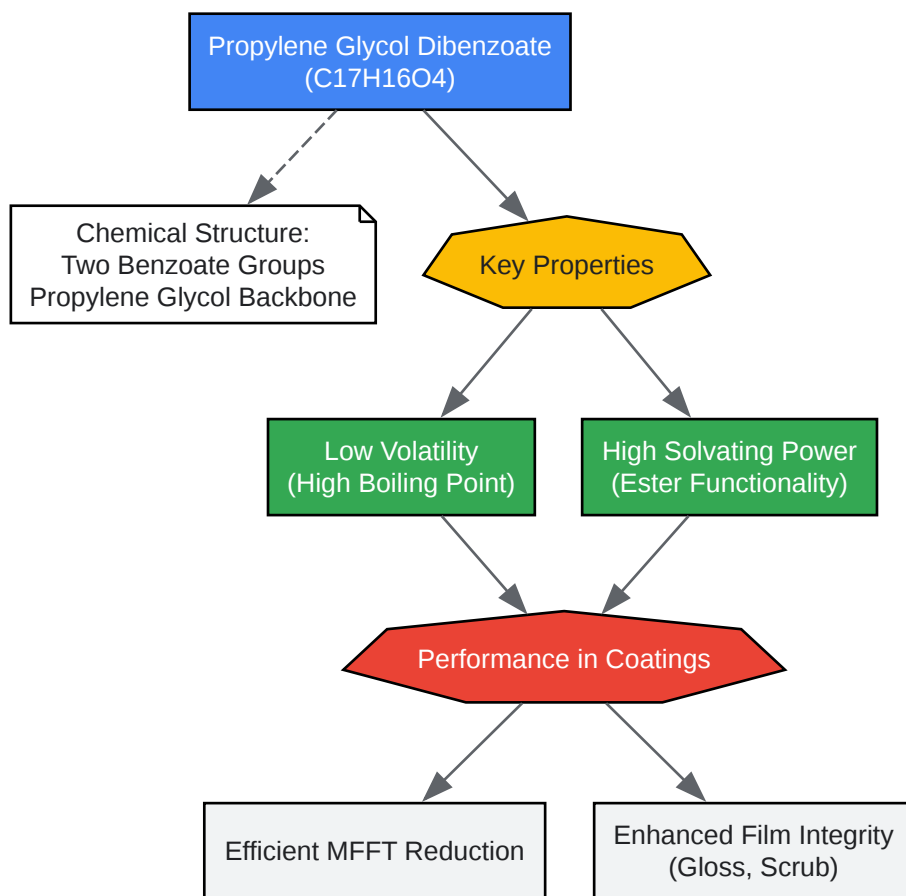 Propylene Glycol Dibenzoate
(C17H16O4)
Chemical Structure:
Two Benzoate Groups
Propylene Glycol Backbone
Key Properties
Low Volatility
(High Boiling Point)
High Solvating Power
(Ester Functionality)
Performance in Coatings
Efficient MFFT Reduction
Enhanced Film Integrity
(Gloss, Scrub)